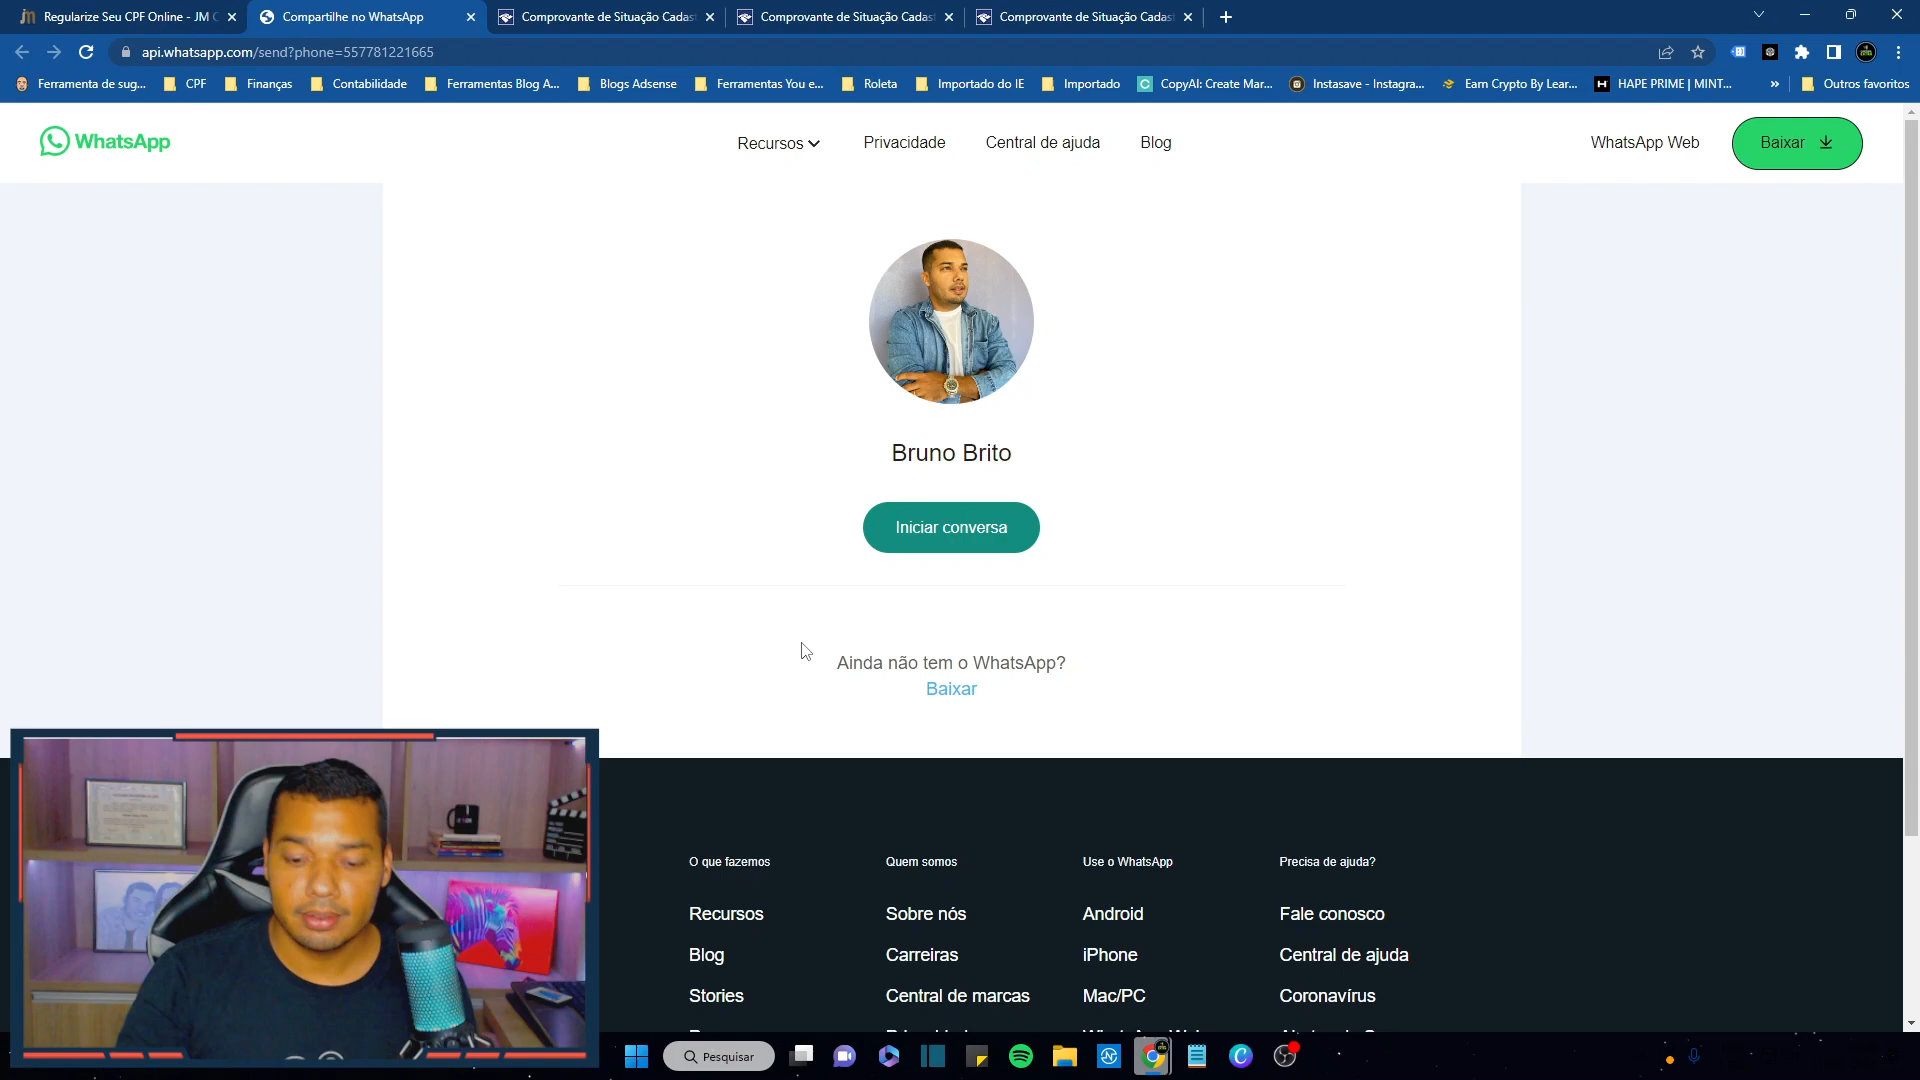 Regularize Seu CPF Online - JM C
Compartilhe no WhatsApp
Comprovante de Situação Cadas
Comprovante de Situação Cadas
Comprovante de Situação Cadas
api.whatsapp.com/send?phone=557781221665
Ferramenta de sug...
CPF
Finanças
Contabilidade
Ferramentas Blog A...
Blogs Adsense
Ferramentas You e...
Roleta
Importado do IE
Importado
CopyAI: Create Mar...
Instasave - Instagra...
Earn Crypto By Lear...
HAPE PRIME | MINT...
»
Outros favoritos
WhatsApp
Recursos
Privacidade
Central de ajuda
Blog
WhatsApp Web
Baixar
Bruno Brito
Iniciar conversa
Ainda não tem o WhatsApp?
Baixar
O que fazemos
Quem somos
Use o WhatsApp
Precisa de ajuda?
Recursos
Sobre nós
Android
Fale conosco
Blog
Carreiras
iPhone
Central de ajuda
Stories
Central de marcas
Mac/PC
Coronavírus
Pesquisar